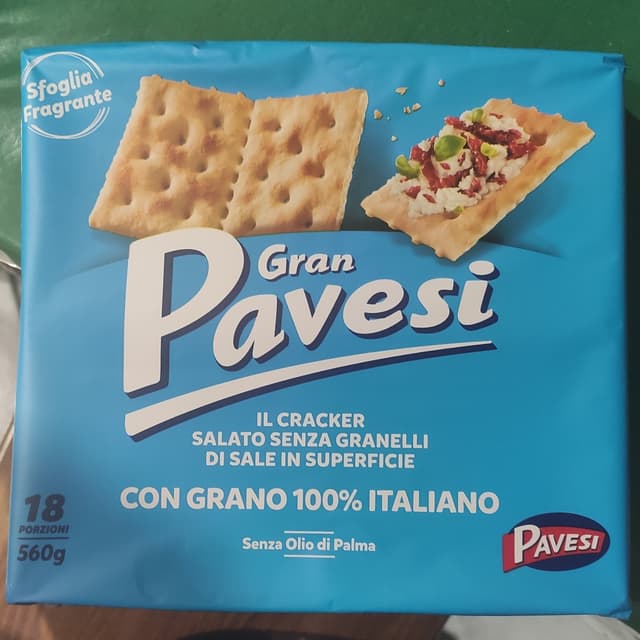 Sfoglia
Fragrante
Gran
Pavesi
IL CRACKER
SALATO SENZA GRANELLI
DI SALE IN SUPERFICIE
CON GRANO 100% ITALIANO
18
PORZIONI
560g
Senza Olio di Palma
PAVESI